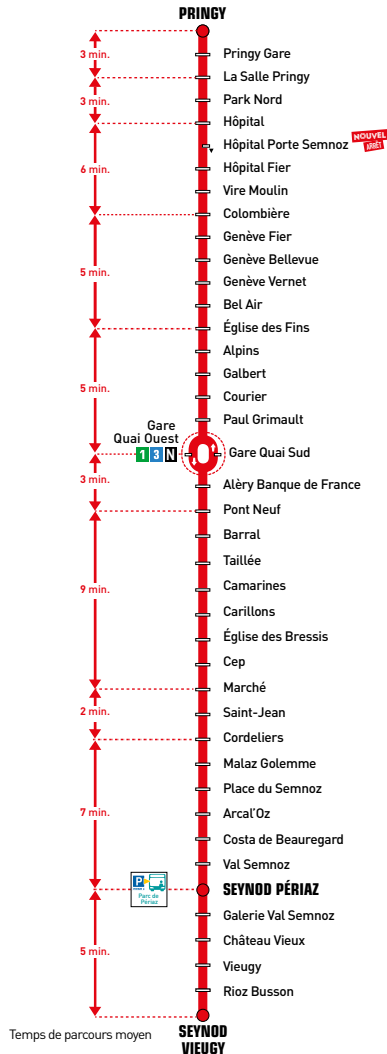 PRINGY
3 min.
Pringy Gare
La Salle Pringy
3 min.
Park Nord
Hôpital
Hôpital Porte Semnoz
NOUVEL
ARRÊT
6 min.
Hôpital Fier
Vire Moulin
Colombière
Genève Fier
5 min.
Genève Bellevue
Genève Vernet
Bel Air
Église des Fins
Alpins
5 min.
Galbert
Courier
Paul Grimault
Gare
Quai Ouest
1 3 N
Gare Quai Sud
3 min.
Alèry Banque de France
Pont Neuf
Barral
Taillée
9 min.
Camarines
Carillons
Église des Bressis
Cep
Marché
2 min.
Saint-Jean
Cordeliers
Malaz Golemme
Place du Semnoz
7 min.
Arcal'Oz
Costa de Beauregard
Val Semnoz
P
Parc de
Périaz
SEYNOD PÉRIAZ
Galerie Val Semnoz
Château Vieux
5 min.
Vieugy
Rioz Busson
Temps de parcours moyen
SEYNOD
VIEUGY